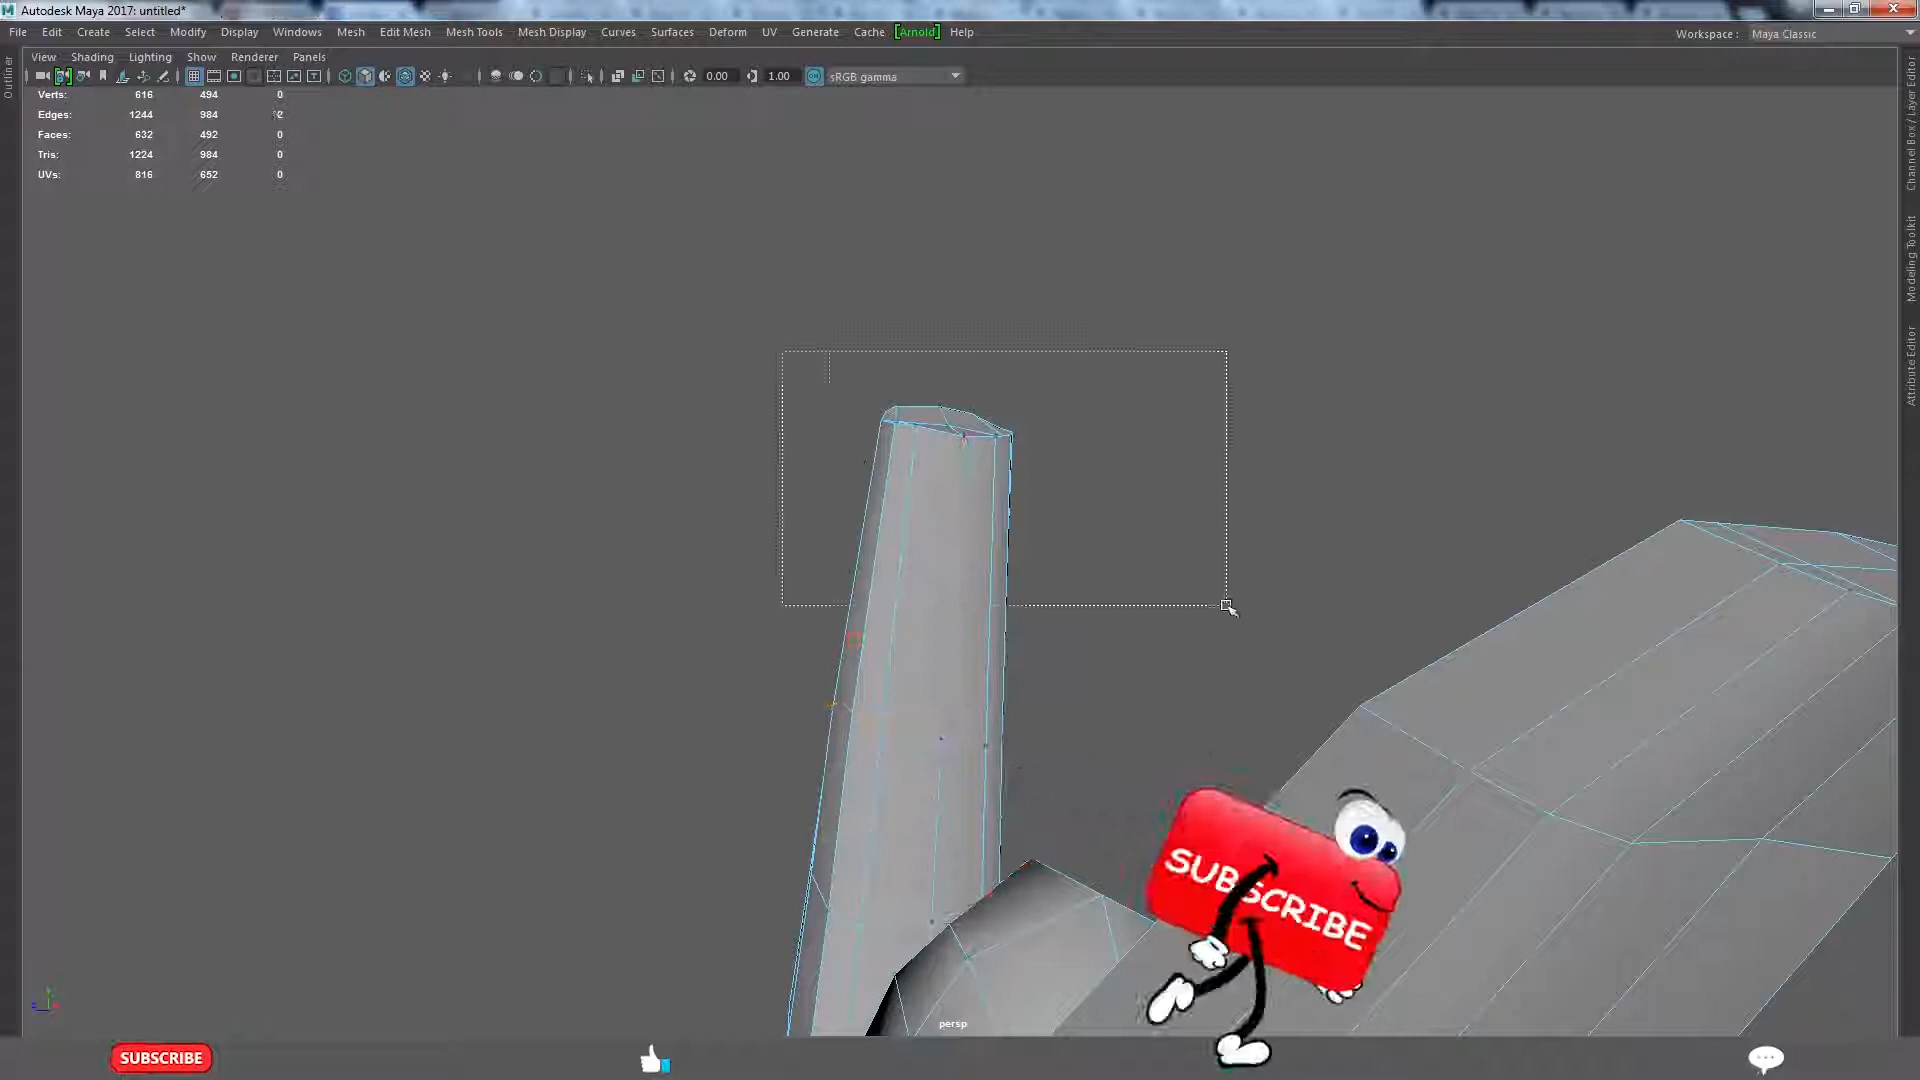 Autodesk Maya 2017: untitled*
File Edit Create Select Modify Display Windows Mesh Edit Mesh Mesh Tools Mesh Display Curves Surfaces Deform UV Generate Cache [Arnold] Help Workspace : Maya Classic
View Shading Lighting Show Renderer Panels
0.00 1.00 sRGB gamma
Verts: 616 494 0
Edges: 1244 984
Faces: 632 492 0
Tris: 1224 984 0
UVs: 816 652 0
Outliner
Channel Box / Layer Editor
Modeling Toolkit
Attribute Editor
SUBSCRIBE
persp
SUBSCRIBE